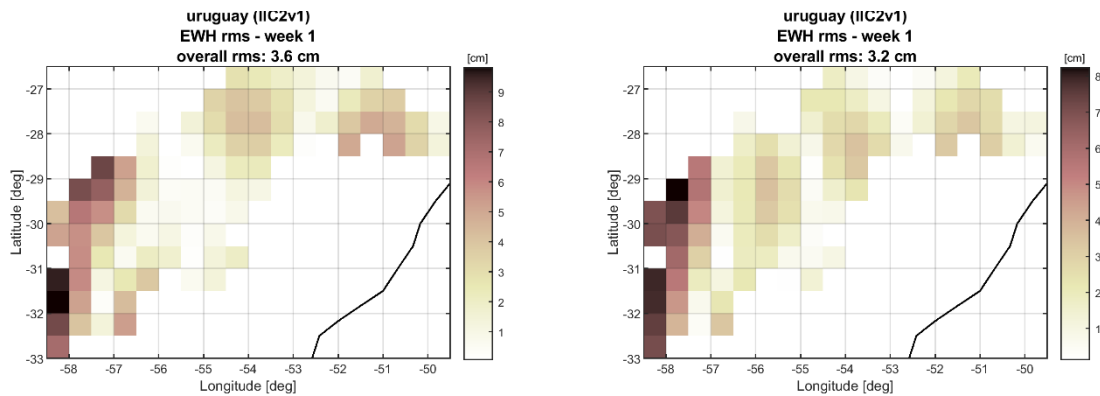 uruguay (IIC2v1)
EWH rms - week 1
overall rms: 3.6 cm
[cm]
-27
-28
-29
-30
-31
-32
-33
Latitude [deg]
-58 -57 -56 -55 -54 -53 -52 -51 -50
Longitude [deg]
9
8
7
6
5
4
3
2
1
uruguay (IIC2v1)
EWH rms - week 1
overall rms: 3.2 cm
[cm]
-27
-28
-29
-30
-31
-32
-33
Latitude [deg]
-58 -57 -56 -55 -54 -53 -52 -51 -50
Longitude [deg]
8
7
6
5
4
3
2
1